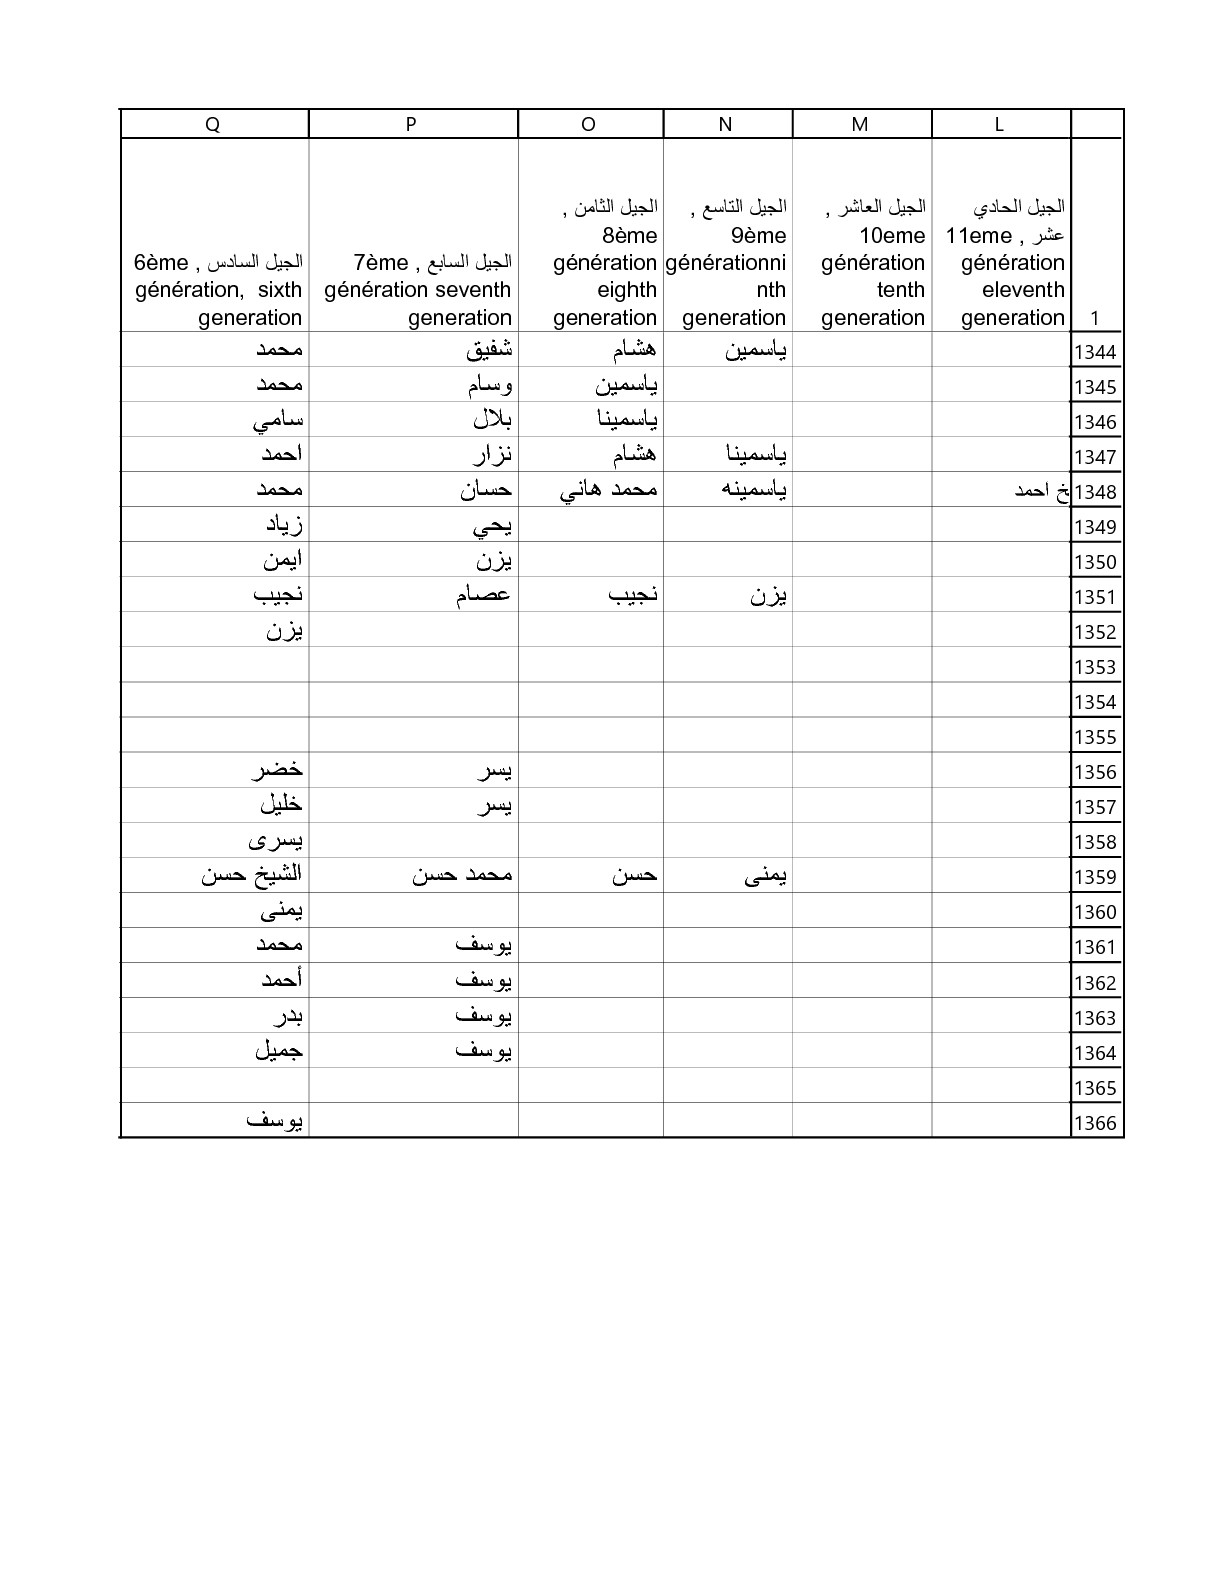 L M N O P Q
الجيل الحادي عشر , 11eme génération eleventh generation
الجيل العاشر , 10eme génération tenth generation
الجيل التاسع , 9ème générationni nth generation
الجيل الثامن , 8ème génération eighth generation
الجيل السابع , 7ème génération seventh generation
الجيل السادس , 6ème génération, sixth generation
1
1344 ياسمين هشام شفيق محمد
1345 ياسمين وسام محمد
1346 ياسمينا بلال سامي
1347 ياسمينا هشام نزار احمد
1348 خ احمد ياسمينه محمد هاني حسان محمد
1349 يحي زياد
1350 يزن ايمن
1351 يزن نجيب عصام نجيب
1352 يزن
1353
1354
1355
1356 يسر خضر
1357 يسر خليل
1358 يسرى
1359 يمنى حسن محمد حسن الشيخ حسن
1360 يمنى
1361 يوسف محمد
1362 يوسف أحمد
1363 يوسف بدر
1364 يوسف جميل
1365
1366 يوسف